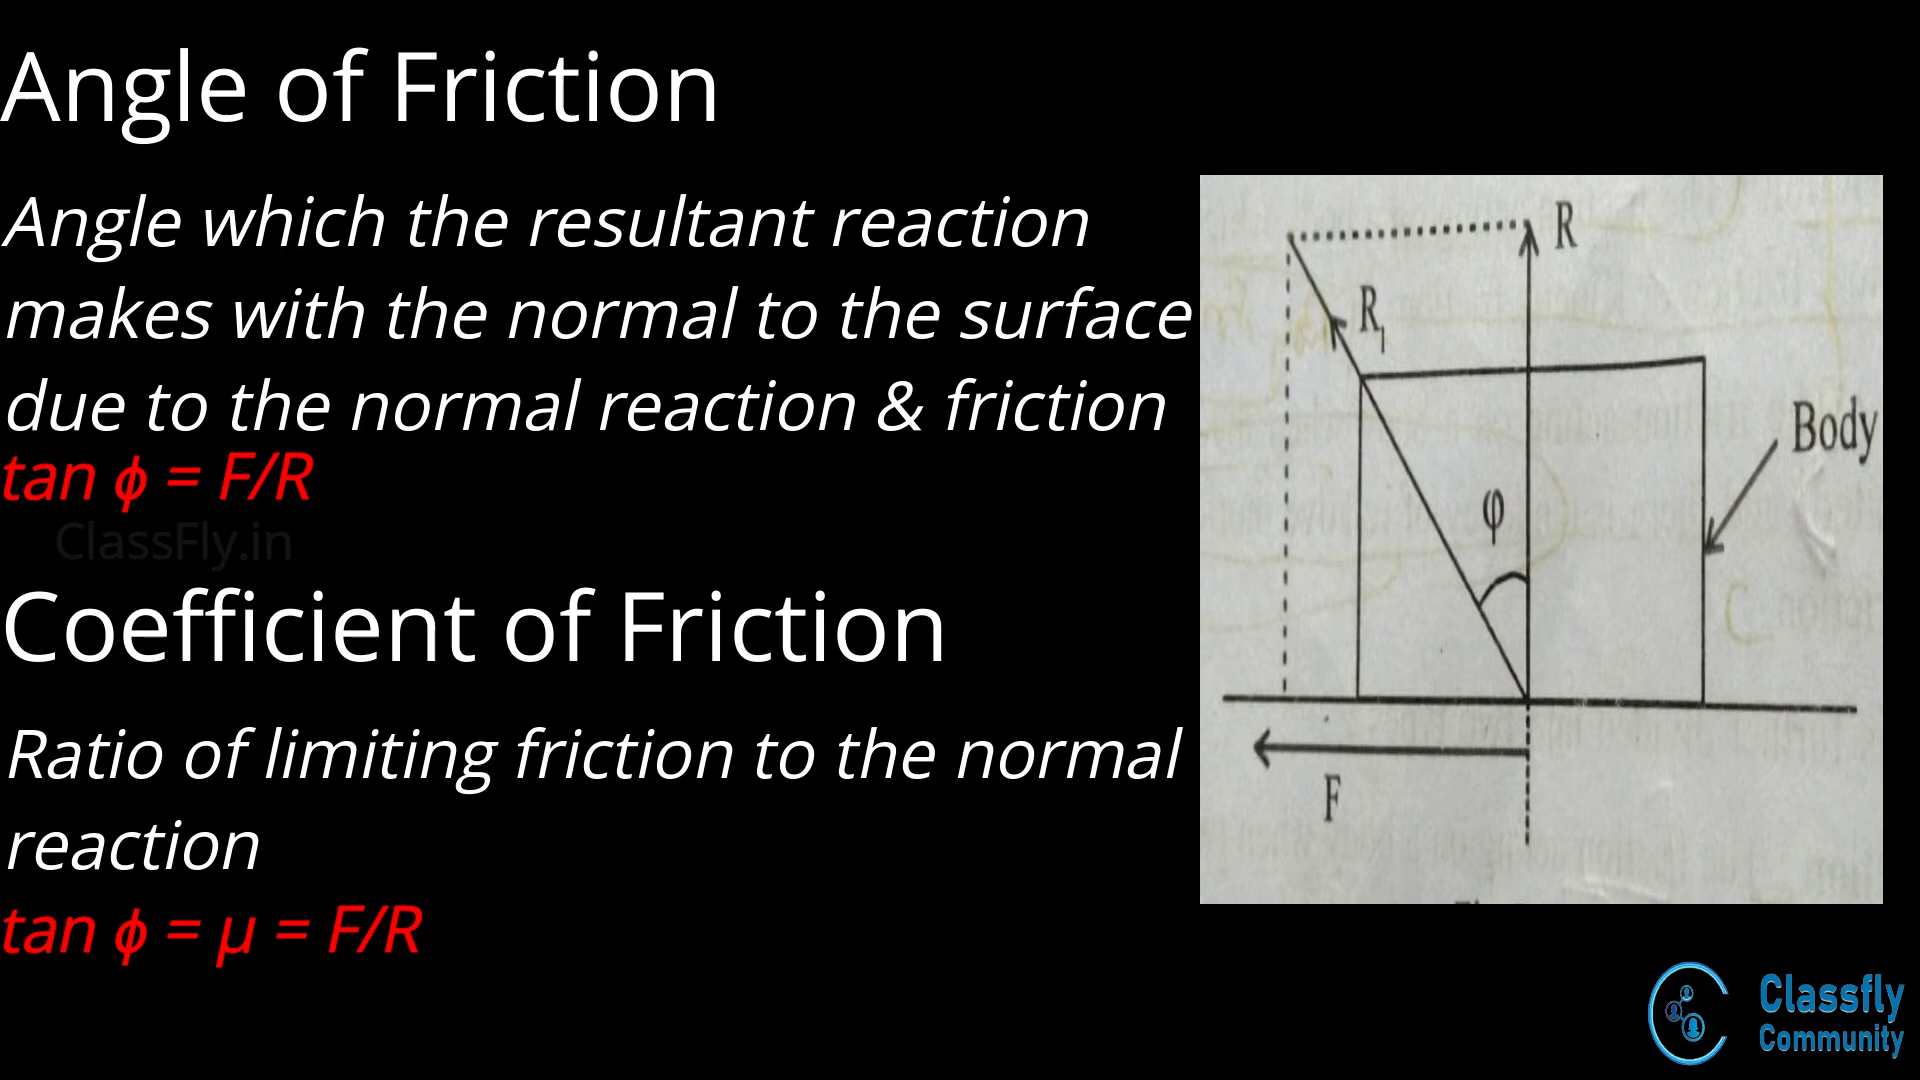 Angle of Friction
Angle which the resultant reaction
makes with the normal to the surface
due to the normal reaction & friction
tan ϕ = F/R
ClassFly.in
Coefficient of Friction
Ratio of limiting friction to the normal
reaction
tan ϕ = μ = F/R
R
R₁
Body
φ
F
Classfly
Community